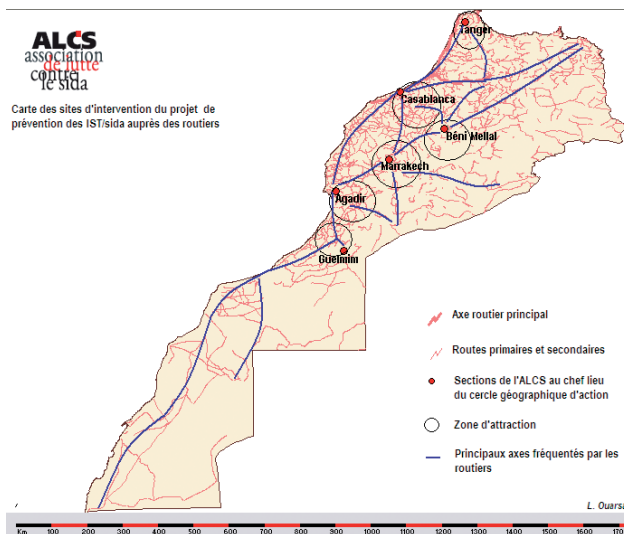 ALCS
association
de lutte
contre
le sida
Carte des sites d'intervention du projet de
prévention des IST/sida auprès des routiers
Tanger
Casablanca
Béni Mellal
Marrakech
Agadir
Guelmim
Axe routier principal
Routes primaires et secondaires
Sections de l'ALCS au chef lieu
du cercle géographique d'action
Zone d'attraction
Principaux axes fréquentés par les
routiers
Km 100 200 300 400 500 600 700 800 900 1000 1100 1200 1300 1400 1500 1600